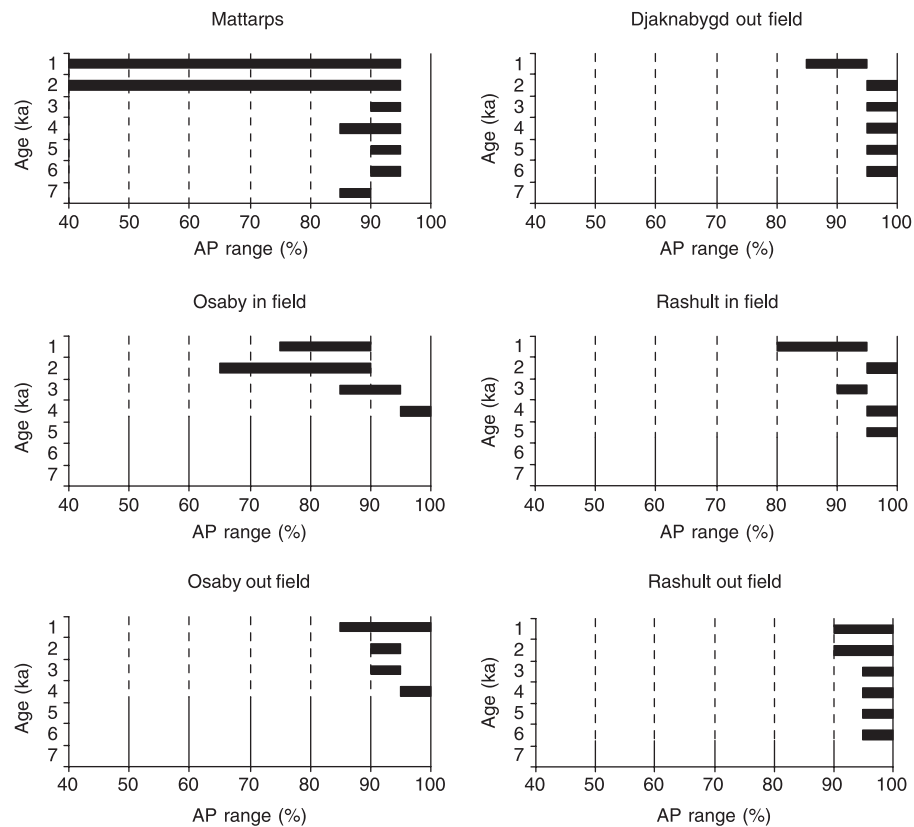 Mattarps
Age (ka)
1
2
3
4
5
6
7
40 50 60 70 80 90 100
AP range (%)
Djaknabygd out field
Age (ka)
1
2
3
4
5
6
7
40 50 60 70 80 90 100
AP range (%)
Osaby in field
Age (ka)
1
2
3
4
5
6
7
40 50 60 70 80 90 100
AP range (%)
Rashult in field
Age (ka)
1
2
3
4
5
6
7
40 50 60 70 80 90 100
AP range (%)
Osaby out field
Age (ka)
1
2
3
4
5
6
7
40 50 60 70 80 90 100
AP range (%)
Rashult out field
Age (ka)
1
2
3
4
5
6
7
40 50 60 70 80 90 100
AP range (%)